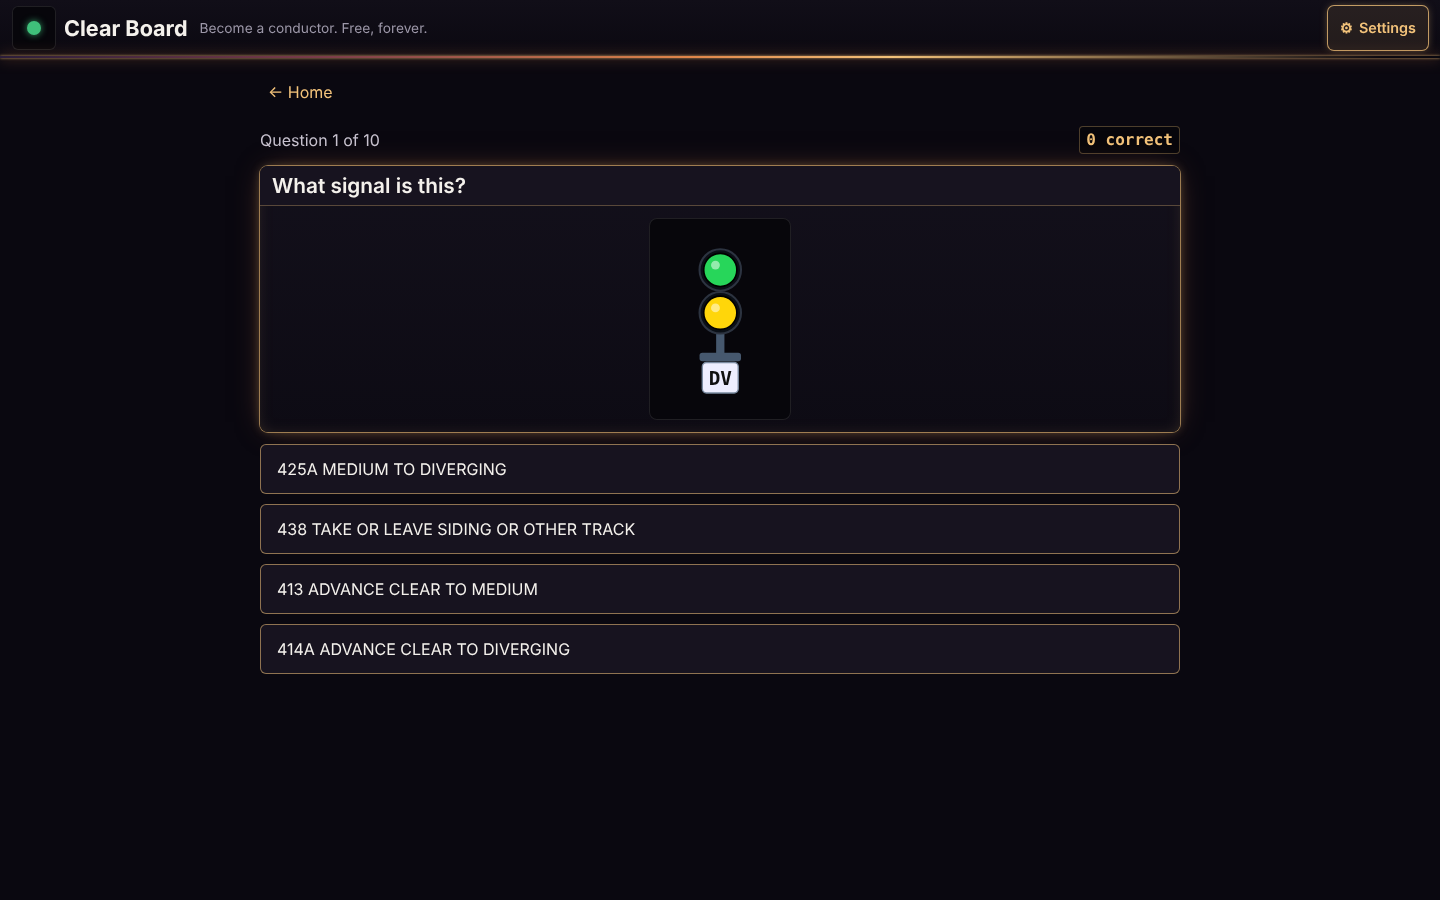 Clear Board
Become a conductor. Free, forever.
⚙ Settings
← Home
Question 1 of 10
0 correct
What signal is this?
DV
425A MEDIUM TO DIVERGING
438 TAKE OR LEAVE SIDING OR OTHER TRACK
413 ADVANCE CLEAR TO MEDIUM
414A ADVANCE CLEAR TO DIVERGING